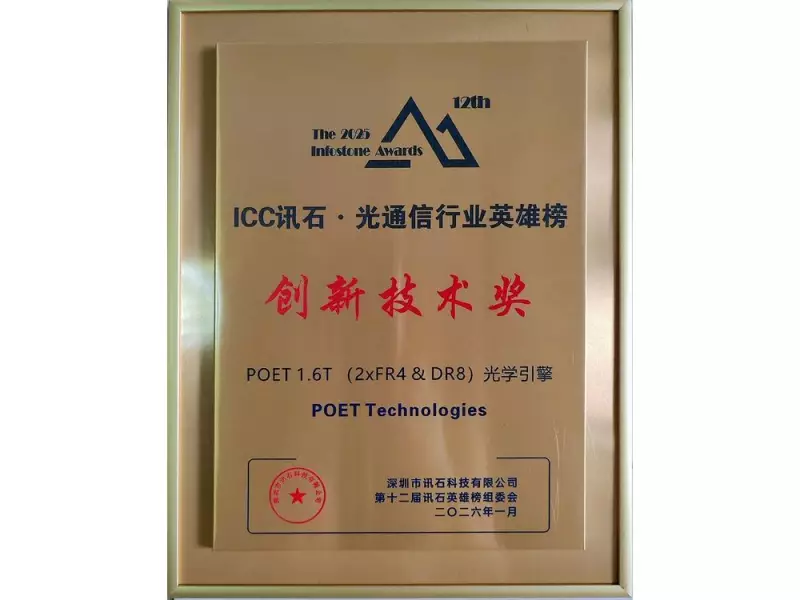 12th
The 2025
Infostone Awards
ICC讯石·光通信行业英雄榜
创新技术奖
POET 1.6T （2xFR4 & DR8）光学引擎
POET Technologies
深圳市讯石科技有限公司
第十二届讯石英雄榜组委会
二〇二六年一月